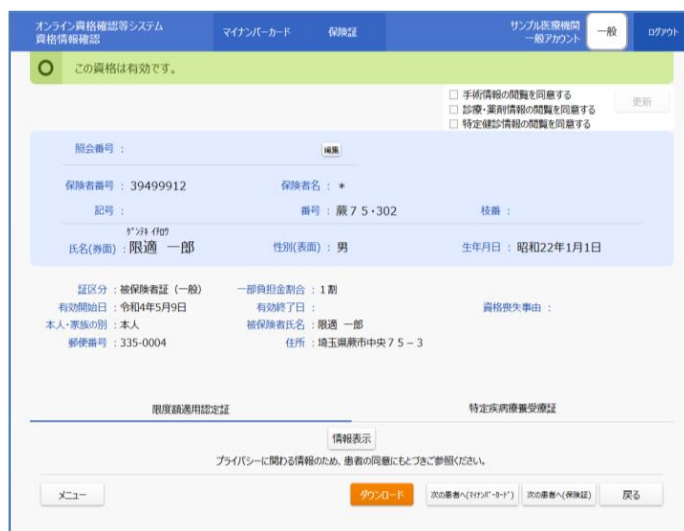 オンライン資格確認等システム
資格情報確認
マイナンバーカード
保険証
サンプル医療機関
一般アカウント
一般
ログアウト
この資格は有効です。
手術情報の閲覧を同意する
診療・薬剤情報の閲覧を同意する
特定健診情報の閲覧を同意する
更新
照会番号 :
編集
保険者番号 : 39499912 保険者名 : *
記号 : 番号 : 蕨75・302 枝番 :
ゲンテキ イチロウ
氏名(券面) : 限適 一郎 性別(表面) : 男 生年月日 : 昭和22年1月1日
証区分 : 被保険者証(一般) 一部負担金割合 : 1割
有効開始日 : 令和4年5月9日 有効終了日 : 資格喪失事由 :
本人・家族の別 : 本人 被保険者氏名 : 限適 一郎
郵便番号 : 335-0004 住所 : 埼玉県蕨市中央75-3
限度額適用認定証 特定疾病療養受療証
情報表示
プライバシーに関わる情報のため、患者の同意にもとづきご参照ください。
メニュー ダウンロード 次の患者へ(マイナンバーカード) 次の患者へ(保険証) 戻る